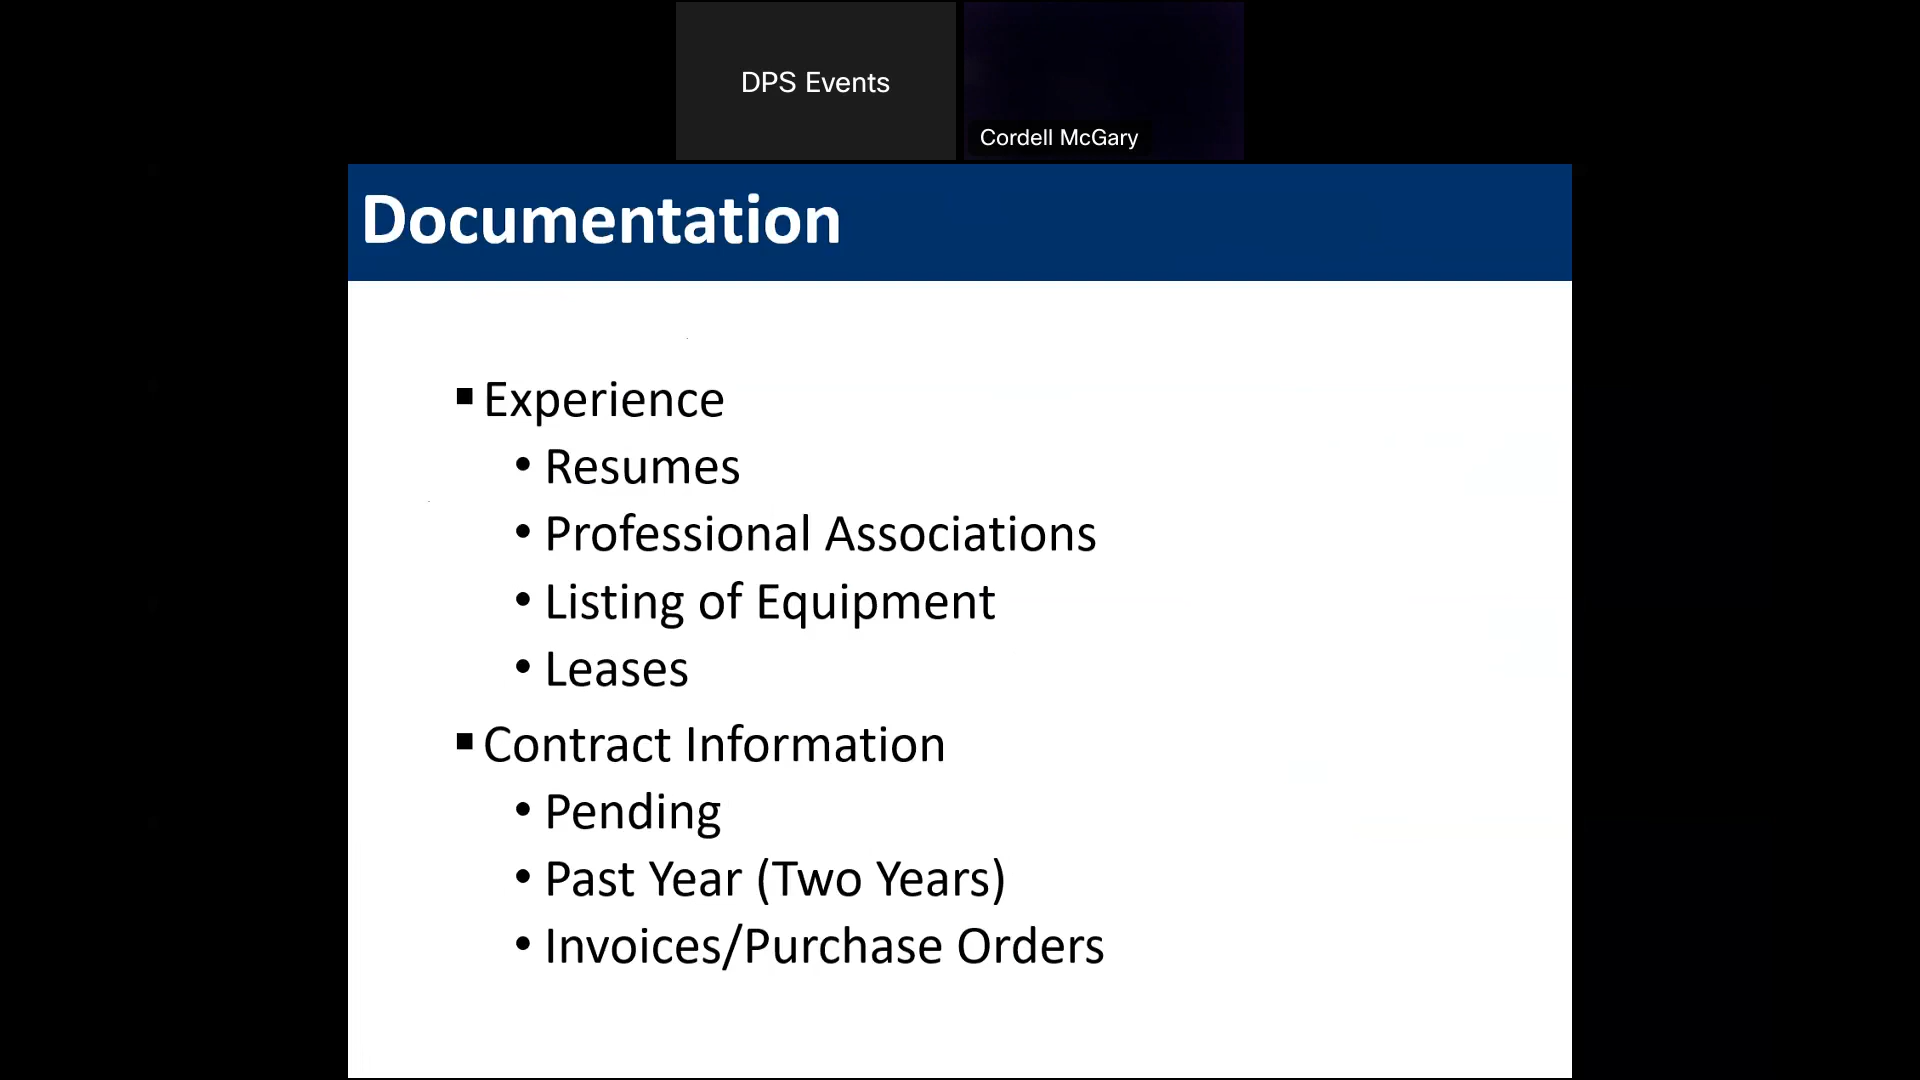 DPS Events
Cordell McGary
Documentation
▪ Experience
• Resumes
• Professional Associations
• Listing of Equipment
• Leases
▪ Contract Information
• Pending
• Past Year (Two Years)
• Invoices/Purchase Orders